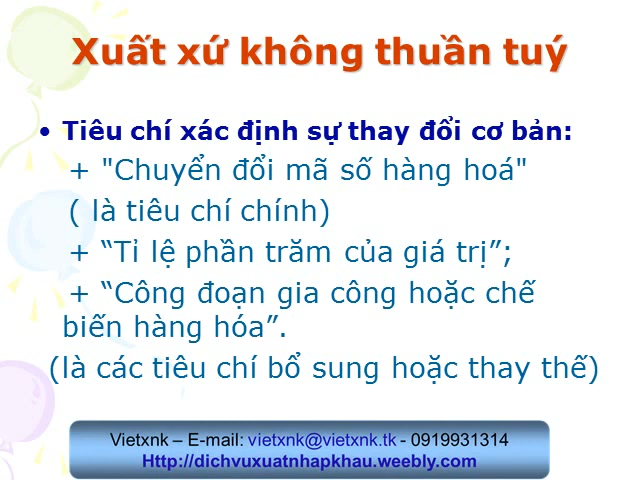 Xuất xứ không thuần tuý
• Tiêu chí xác định sự thay đổi cơ bản:
+ "Chuyển đổi mã số hàng hoá"
( là tiêu chí chính)
+ “Tỉ lệ phần trăm của giá trị”;
+ “Công đoạn gia công hoặc chế
biến hàng hóa”.
(là các tiêu chí bổ sung hoặc thay thế)
Vietxnk – E-mail: vietxnk@vietxnk.tk - 0919931314
Http://dichvuxuatnhapkhau.weebly.com